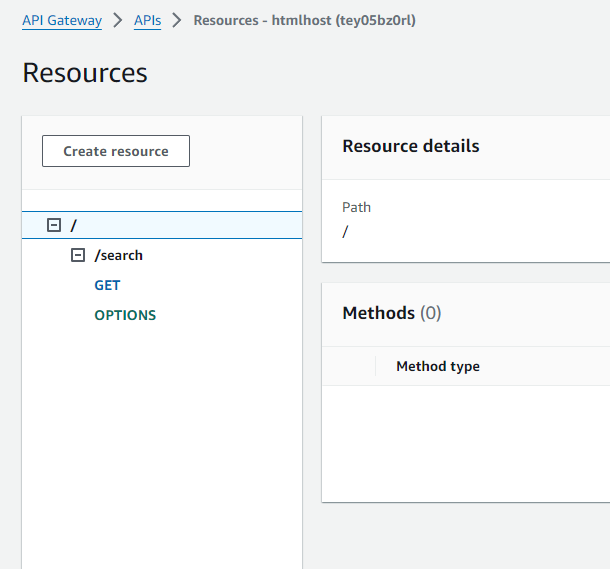 API Gateway > APIs > Resources - htmlhost (tey05bz0rl)
Resources
Create resource
/
/search
GET
OPTIONS
Resource details
Path
/
Methods (0)
Method type